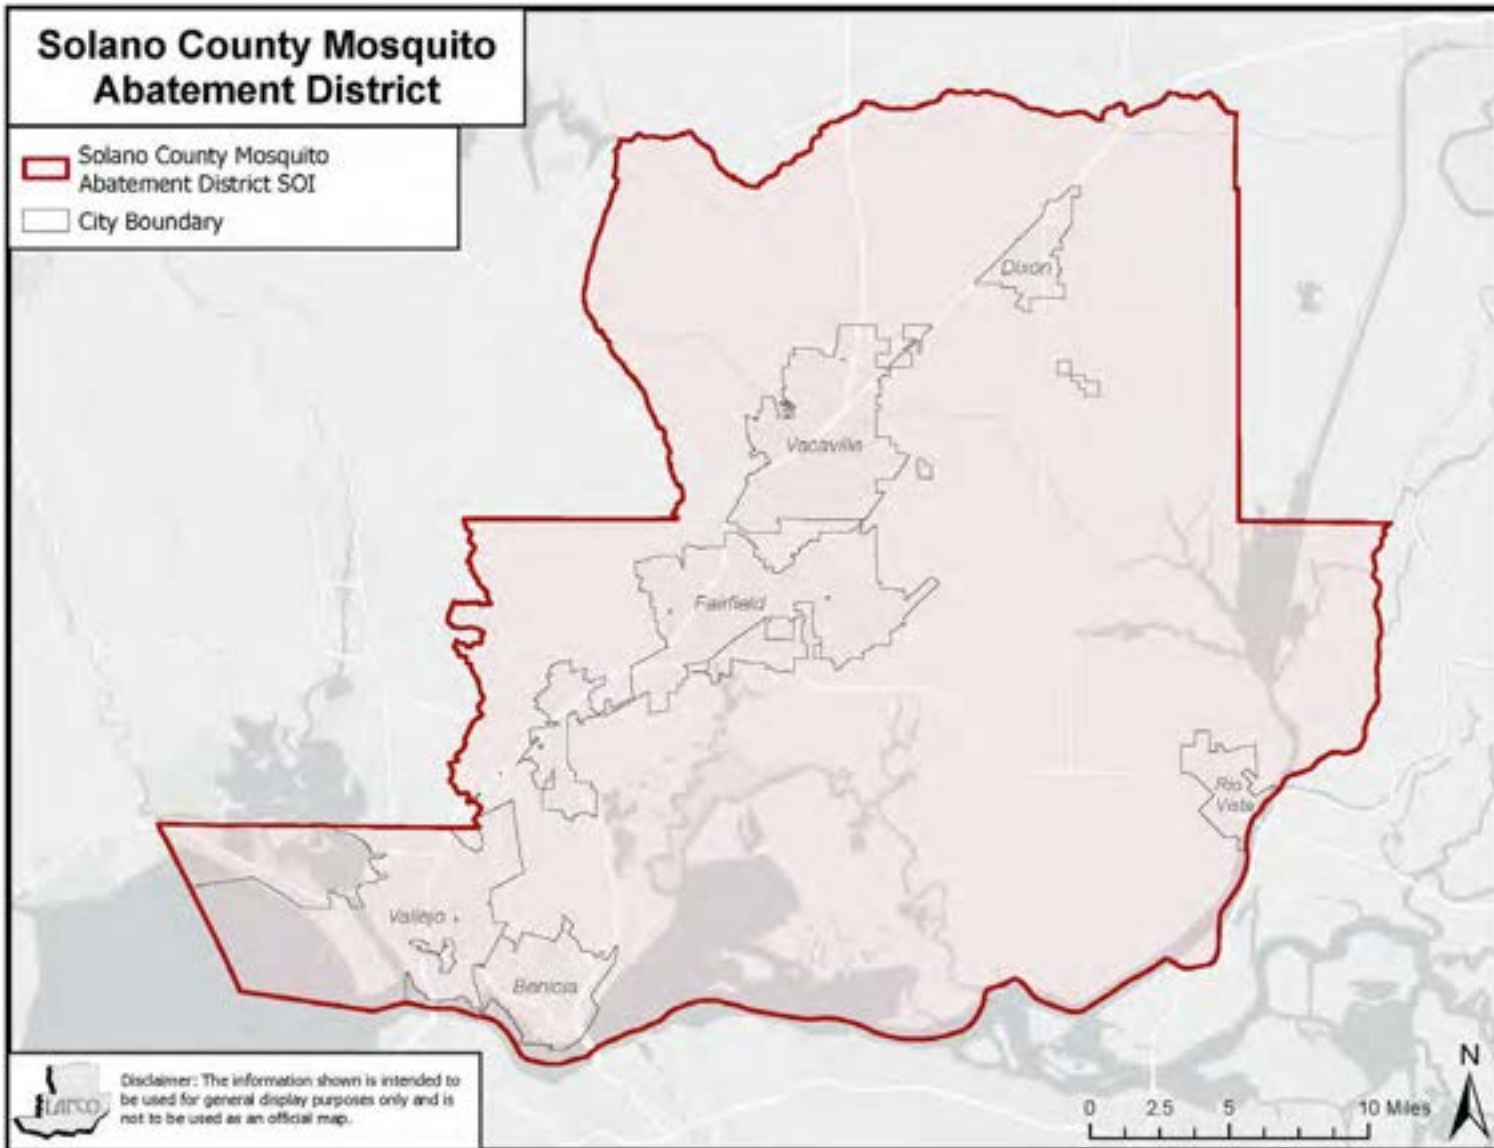 Solano County Mosquito
Abatement District
Solano County Mosquito
Abatement District SOI
City Boundary
Dixon
Vacaville
Fairfield
Rio
Vista
Vallejo
Benicia
LAFCO
Disclaimer: The information shown is intended to
be used for general display purposes only and is
not to be used as an official map.
N
0 2.5 5 10 Miles